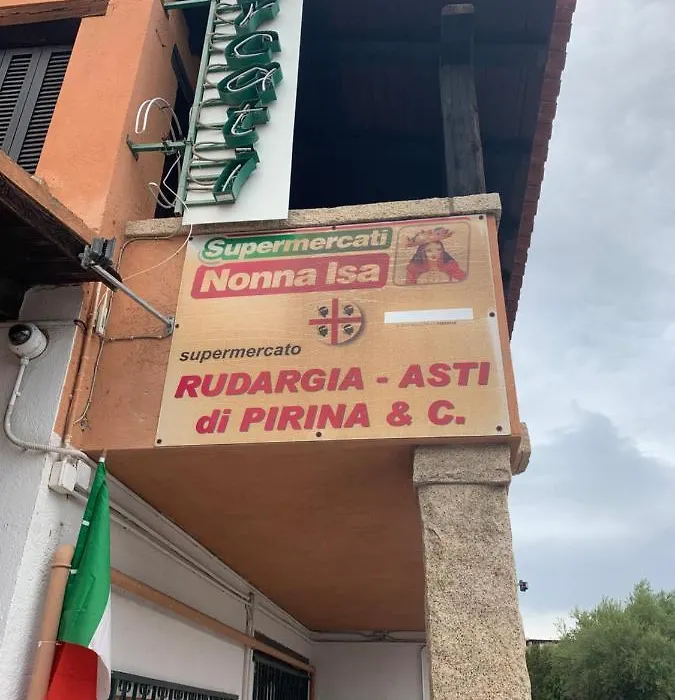 Supermercati
Nonna Isa
supermercato
RUDARGIA - ASTI
di PIRINA & C.